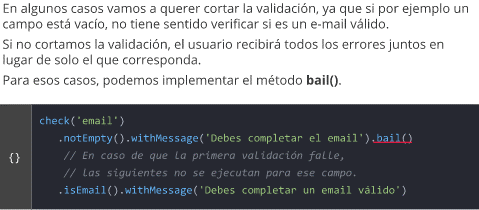 En algunos casos vamos a querer cortar la validación, ya que si por ejemplo un
campo está vacío, no tiene sentido verificar si es un e-mail válido.
Si no cortamos la validación, el usuario recibirá todos los errores juntos en
lugar de solo el que corresponda.
Para esos casos, podemos implementar el método bail().
check('email')
.notEmpty().withMessage('Debes completar el email').bail()
// En caso de que la primera validación falle,
{}
// las siguientes no se ejecutan para ese campo.
.isEmail().withMessage('Debes completar un email válido')